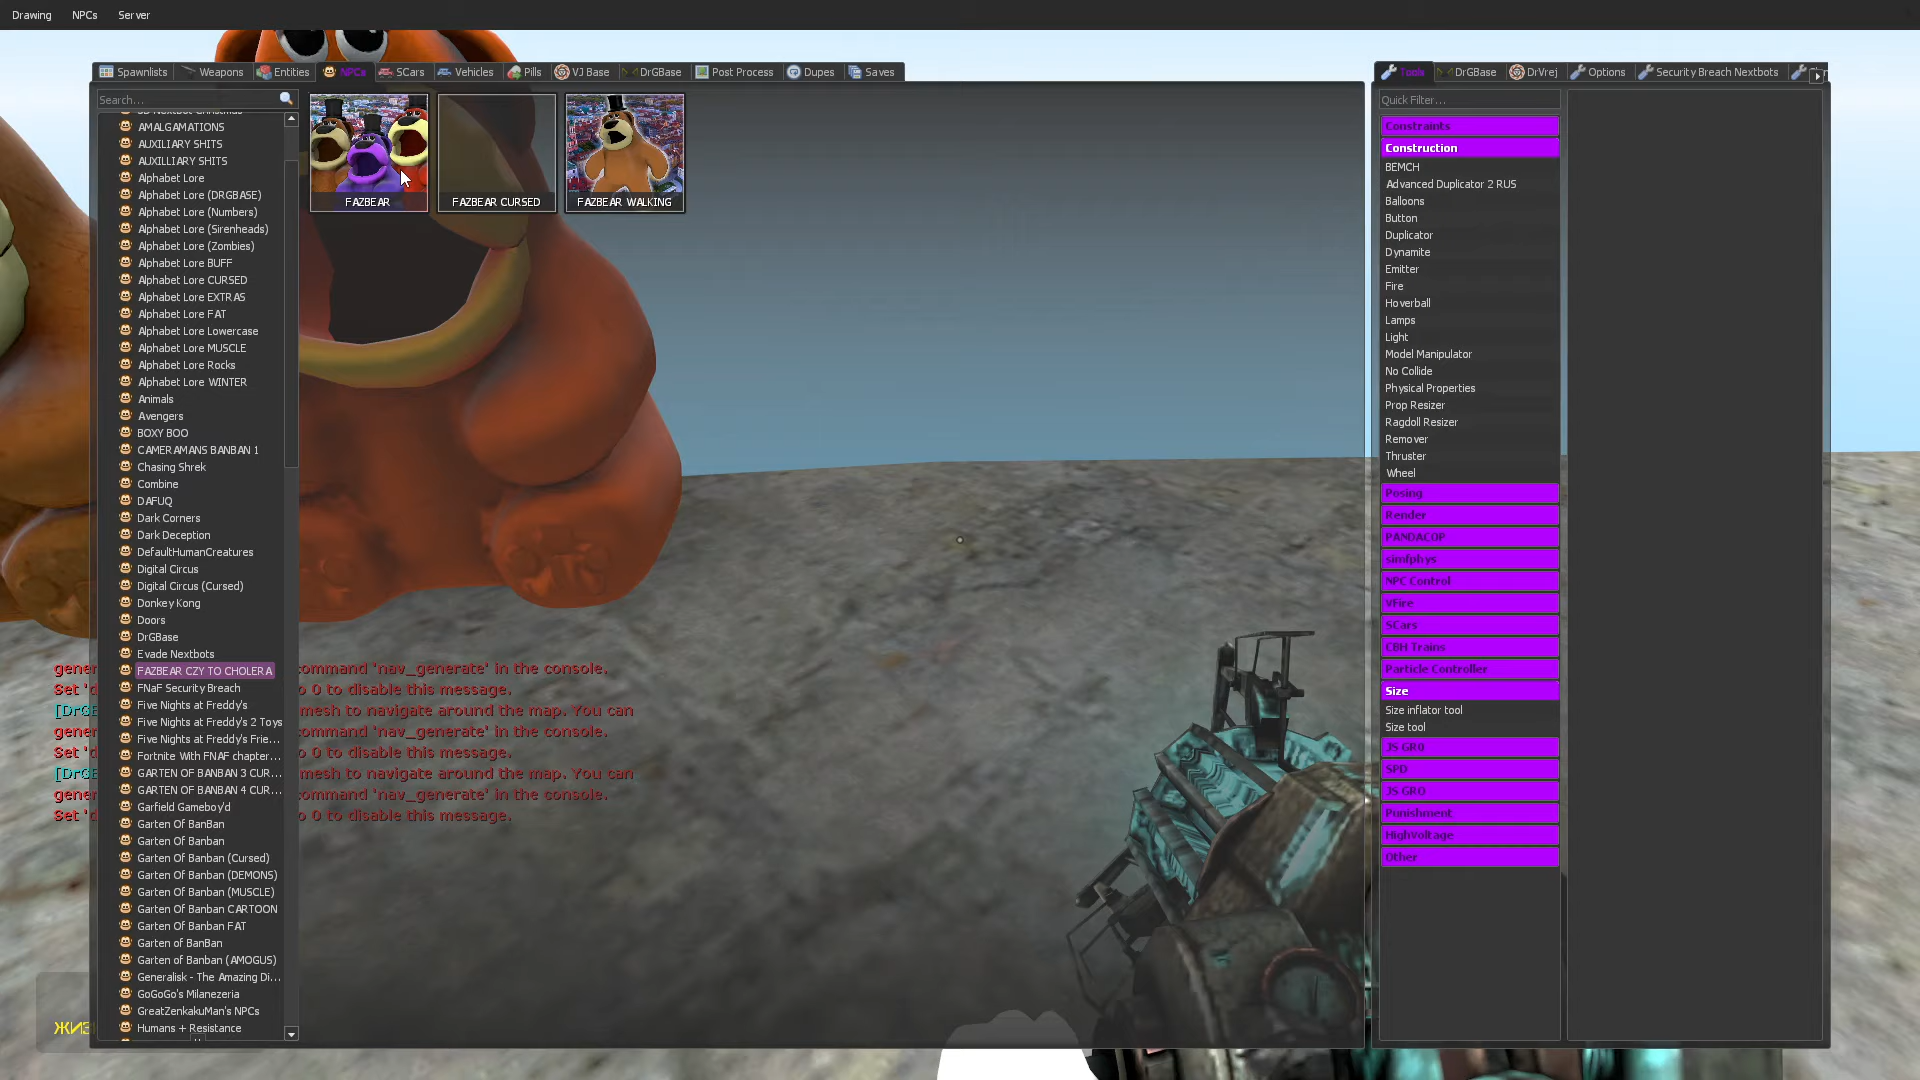 Drawing NPCs Server
Spawnlists Weapons Entities NPCs SCars Vehicles Pills VJ Base DrGBase Post Process Dupes Saves
Search...
AMALGAMATIONS
AUXILIARY SHITS
AUXILLIARY SHITS
Alphabet Lore
Alphabet Lore (DRGBASE)
Alphabet Lore (Numbers)
Alphabet Lore (Sirenheads)
Alphabet Lore (Zombies)
Alphabet Lore BUFF
Alphabet Lore CURSED
Alphabet Lore EXTRAS
Alphabet Lore FAT
Alphabet Lore Lowercase
Alphabet Lore MUSCLE
Alphabet Lore Rocks
Alphabet Lore WINTER
Animals
Avengers
BOXY BOO
CAMERAMANS BANBAN 1
Chasing Shrek
Combine
DAFUQ
Dark Corners
Dark Deception
DefaultHumanCreatures
Digital Circus
Digital Circus (Cursed)
Donkey Kong
Doors
DrGBase
Evade Nextbots
FAZBEAR CZY TO CHOLERA
FNaF Security Breach
Five Nights at Freddy's
Five Nights at Freddy's 2 Toys
Five Nights at Freddy's Frie...
Fortnite With FNAF chapter...
GARTEN OF BANBAN 3 CUR...
GARTEN OF BANBAN 4 CUR...
Garfield Gameboy'd
Garten Of BanBan
Garten Of Banban
Garten Of Banban (Cursed)
Garten Of Banban (DEMONS)
Garten Of Banban (MUSCLE)
Garten Of Banban CARTOON
Garten Of Banban FAT
Garten of BanBan
Garten of Banban (AMOGUS)
Generalisk - The Amazing Di...
GoGoGo's Milanezeria
GreatZenkakuMan's NPCs
Humans + Resistance
FAZBEAR
FAZBEAR CURSED
FAZBEAR WALKING
gene ommand 'nav_generate' in the console.
Set 'd o 0 to disable this message.
[DrGB mesh to navigate around the map. You can
gene ommand 'nav_generate' in the console.
Set 'd o 0 to disable this message.
[DrGB mesh to navigate around the map. You can
gene ommand 'nav_generate' in the console.
Set 'd o 0 to disable this message.
ЖИЗ
Tools DrGBase DrVrej Options Security Breach Nextbots
Quick Filter...
Constraints
Construction
BEMCH
Advanced Duplicator 2 RUS
Balloons
Button
Duplicator
Dynamite
Emitter
Fire
Hoverball
Lamps
Light
Model Manipulator
No Collide
Physical Properties
Prop Resizer
Ragdoll Resizer
Remover
Thruster
Wheel
Posing
Render
PANDACOP
simfphys
NPC Control
VFire
SCars
CBH Trains
Particle Controller
Size
Size inflator tool
Size tool
JS GRO
SPD
JS GRO
Punishment
HighVoltage
Other